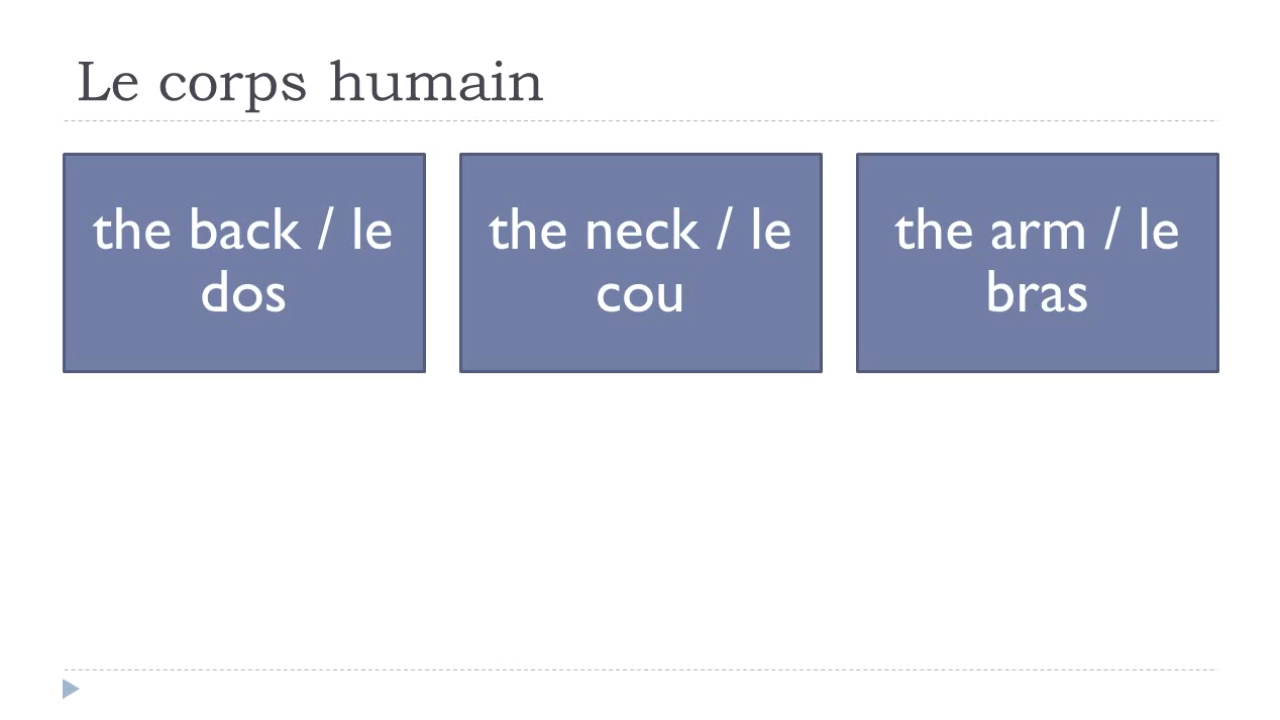 Le corps humain
the back / le
dos
the neck / le
cou
the arm / le
bras